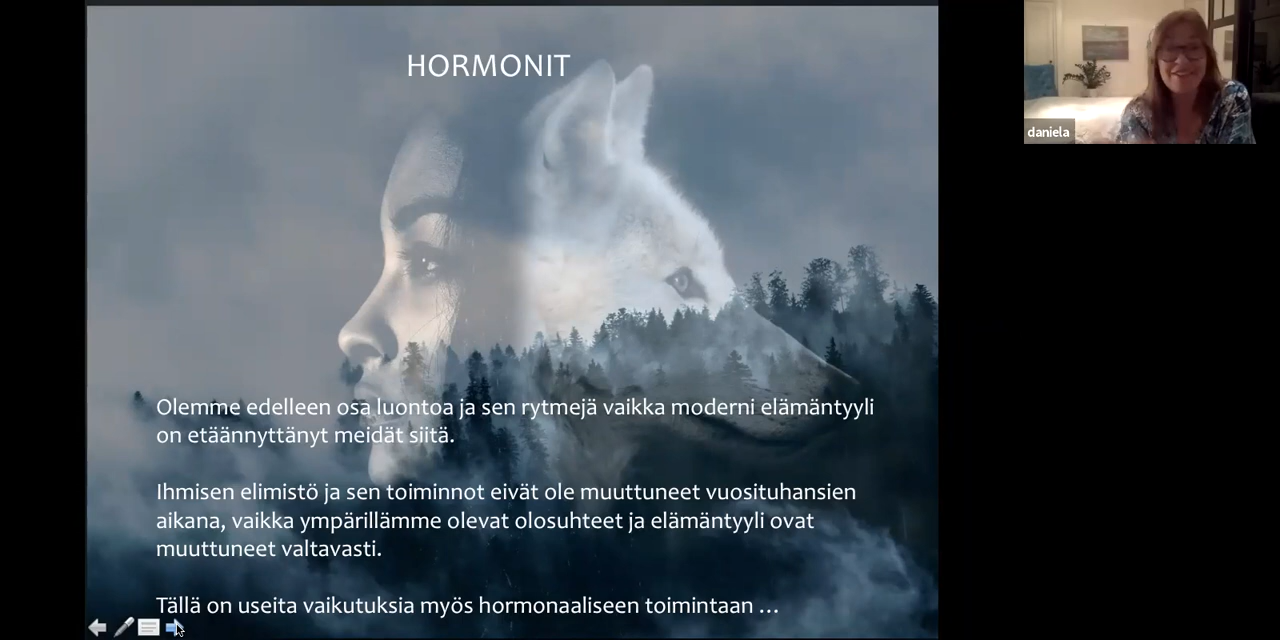 HORMONIT
daniela
Olemme edelleen osa luontoa ja sen rytmejä vaikka moderni elämäntyyli
on etäännyttänyt meidät siitä.
Ihmisen elimistö ja sen toiminnot eivät ole muuttuneet vuosituhansien
aikana, vaikka ympärillämme olevat olosuhteet ja elämäntyyli ovat
muuttuneet valtavasti.
Tällä on useita vaikutuksia myös hormonaaliseen toimintaan …